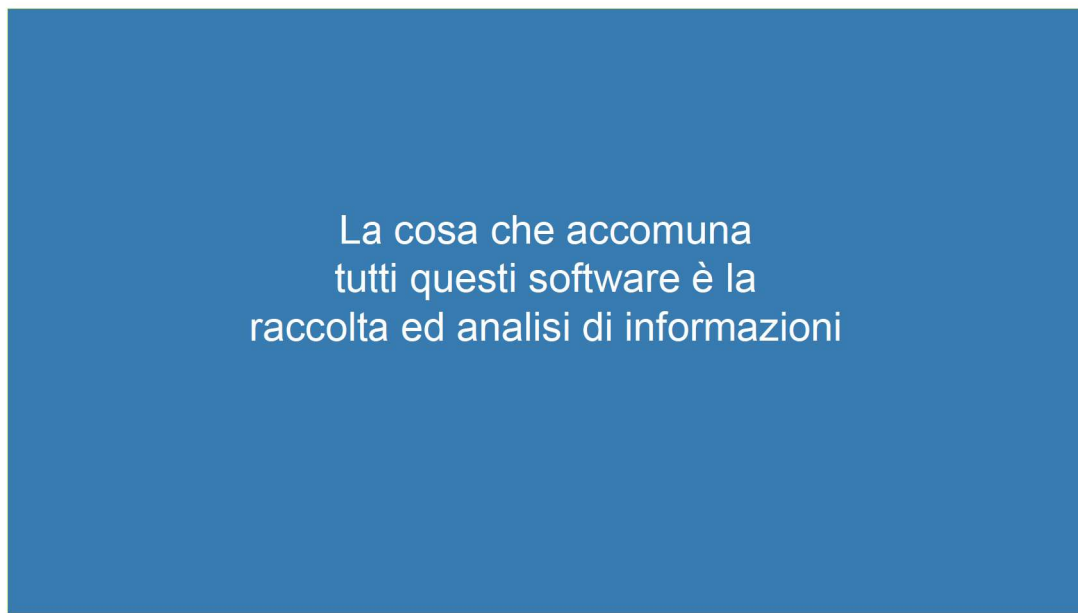 La cosa che accomuna
tutti questi software è la
raccolta ed analisi di informazioni